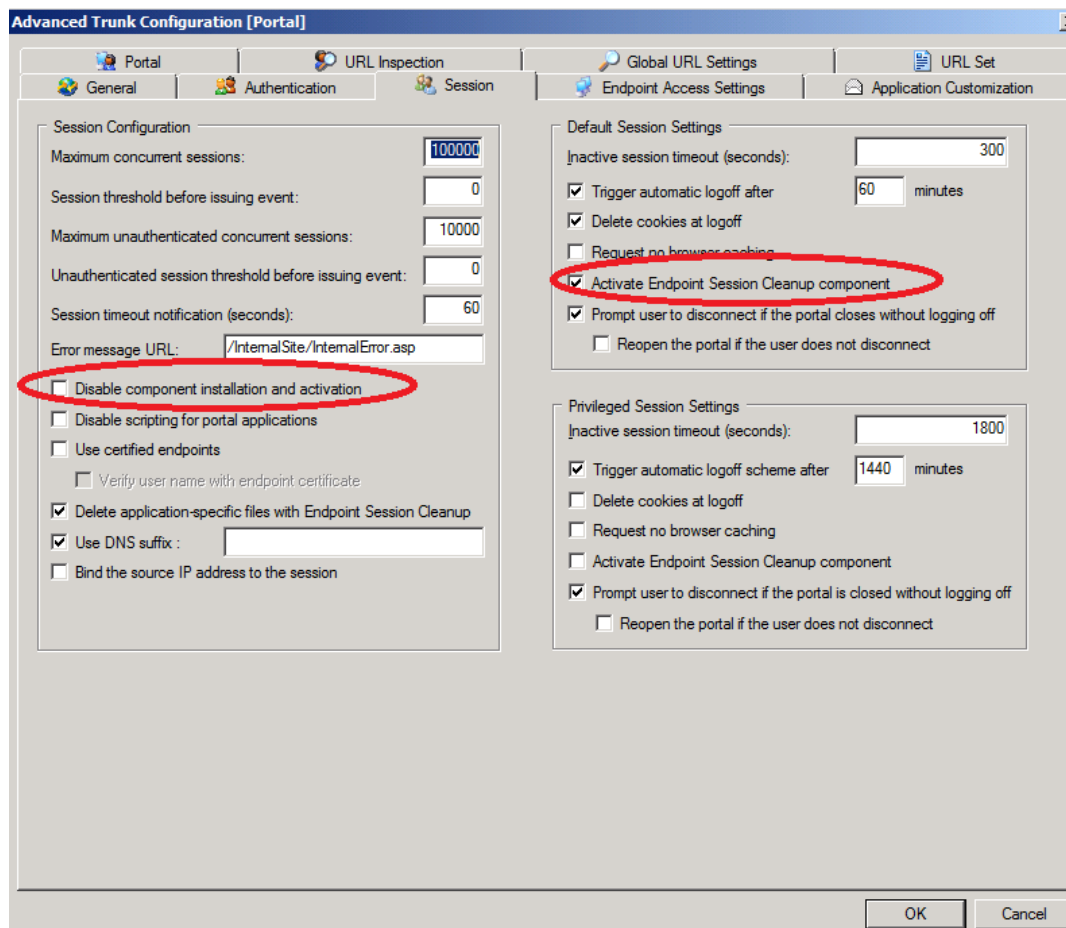 Advanced Trunk Configuration [Portal]
Portal
URL Inspection
Global URL Settings
URL Set
General
Authentication
Session
Endpoint Access Settings
Application Customization
Session Configuration
Maximum concurrent sessions: 100000
Session threshold before issuing event: 0
Maximum unauthenticated concurrent sessions: 10000
Unauthenticated session threshold before issuing event: 0
Session timeout notification (seconds): 60
Error message URL: /InternalSite/InternalError.asp
Disable component installation and activation
Disable scripting for portal applications
Use certified endpoints
Verify user name with endpoint certificate
Delete application-specific files with Endpoint Session Cleanup
Use DNS suffix :
Bind the source IP address to the session
Default Session Settings
Inactive session timeout (seconds): 300
Trigger automatic logoff after 60 minutes
Delete cookies at logoff
Request no browser caching
Activate Endpoint Session Cleanup component
Prompt user to disconnect if the portal closes without logging off
Reopen the portal if the user does not disconnect
Privileged Session Settings
Inactive session timeout (seconds): 1800
Trigger automatic logoff scheme after 1440 minutes
Delete cookies at logoff
Request no browser caching
Activate Endpoint Session Cleanup component
Prompt user to disconnect if the portal is closed without logging off
Reopen the portal if the user does not disconnect
OK
Cancel